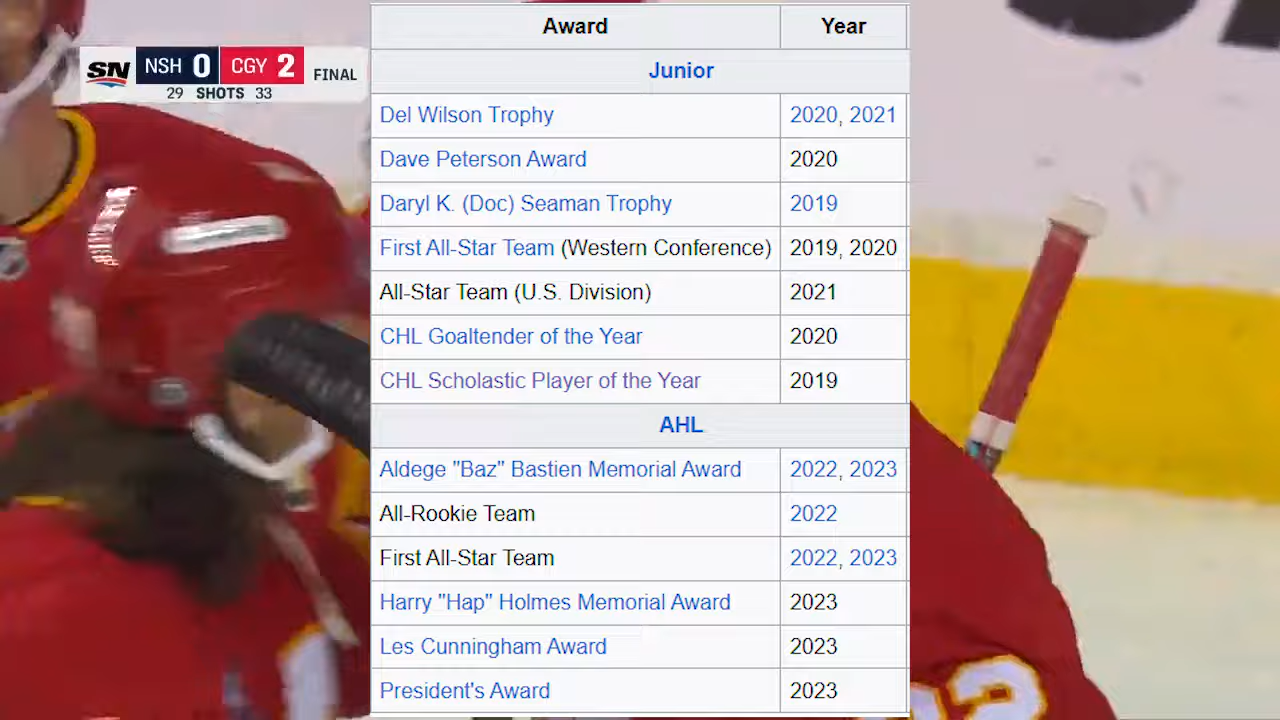 SN NSH 0 CGY 2 FINAL
29 SHOTS 33
Award Year
Junior
Del Wilson Trophy 2020, 2021
Dave Peterson Award 2020
Daryl K. (Doc) Seaman Trophy 2019
First All-Star Team (Western Conference) 2019, 2020
All-Star Team (U.S. Division) 2021
CHL Goaltender of the Year 2020
CHL Scholastic Player of the Year 2019
AHL
Aldege "Baz" Bastien Memorial Award 2022, 2023
All-Rookie Team 2022
First All-Star Team 2022, 2023
Harry "Hap" Holmes Memorial Award 2023
Les Cunningham Award 2023
President's Award 2023